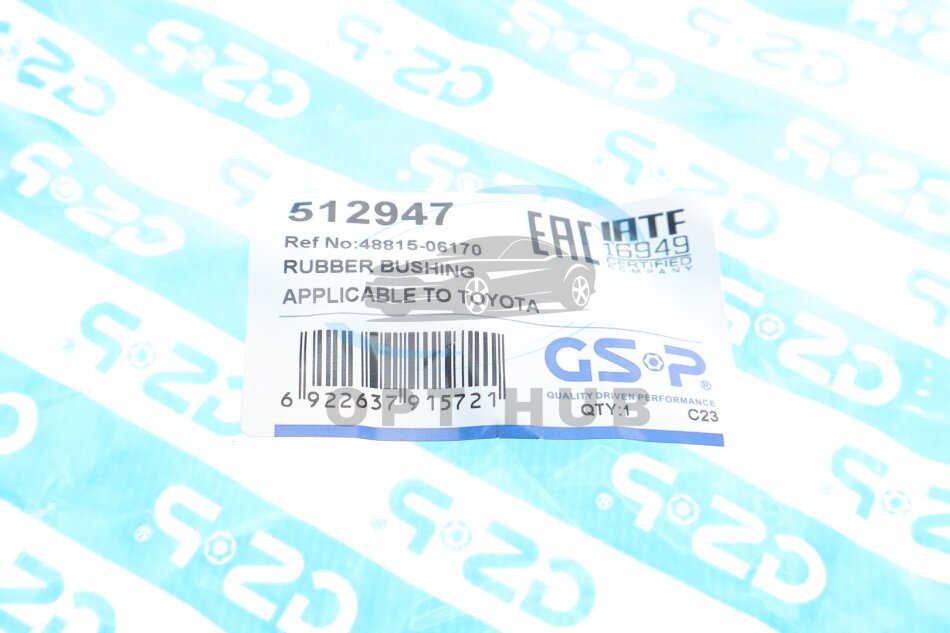 512947
Ref No:48815-06170
RUBBER BUSHING
APPLICABLE TO TOYOTA
EAC
IATF
16949
CERTIFIED
COMPANY
6 922637 915721
GSP®
QUALITY DRIVEN PERFORMANCE
QTY:1
C23
OPT HUB